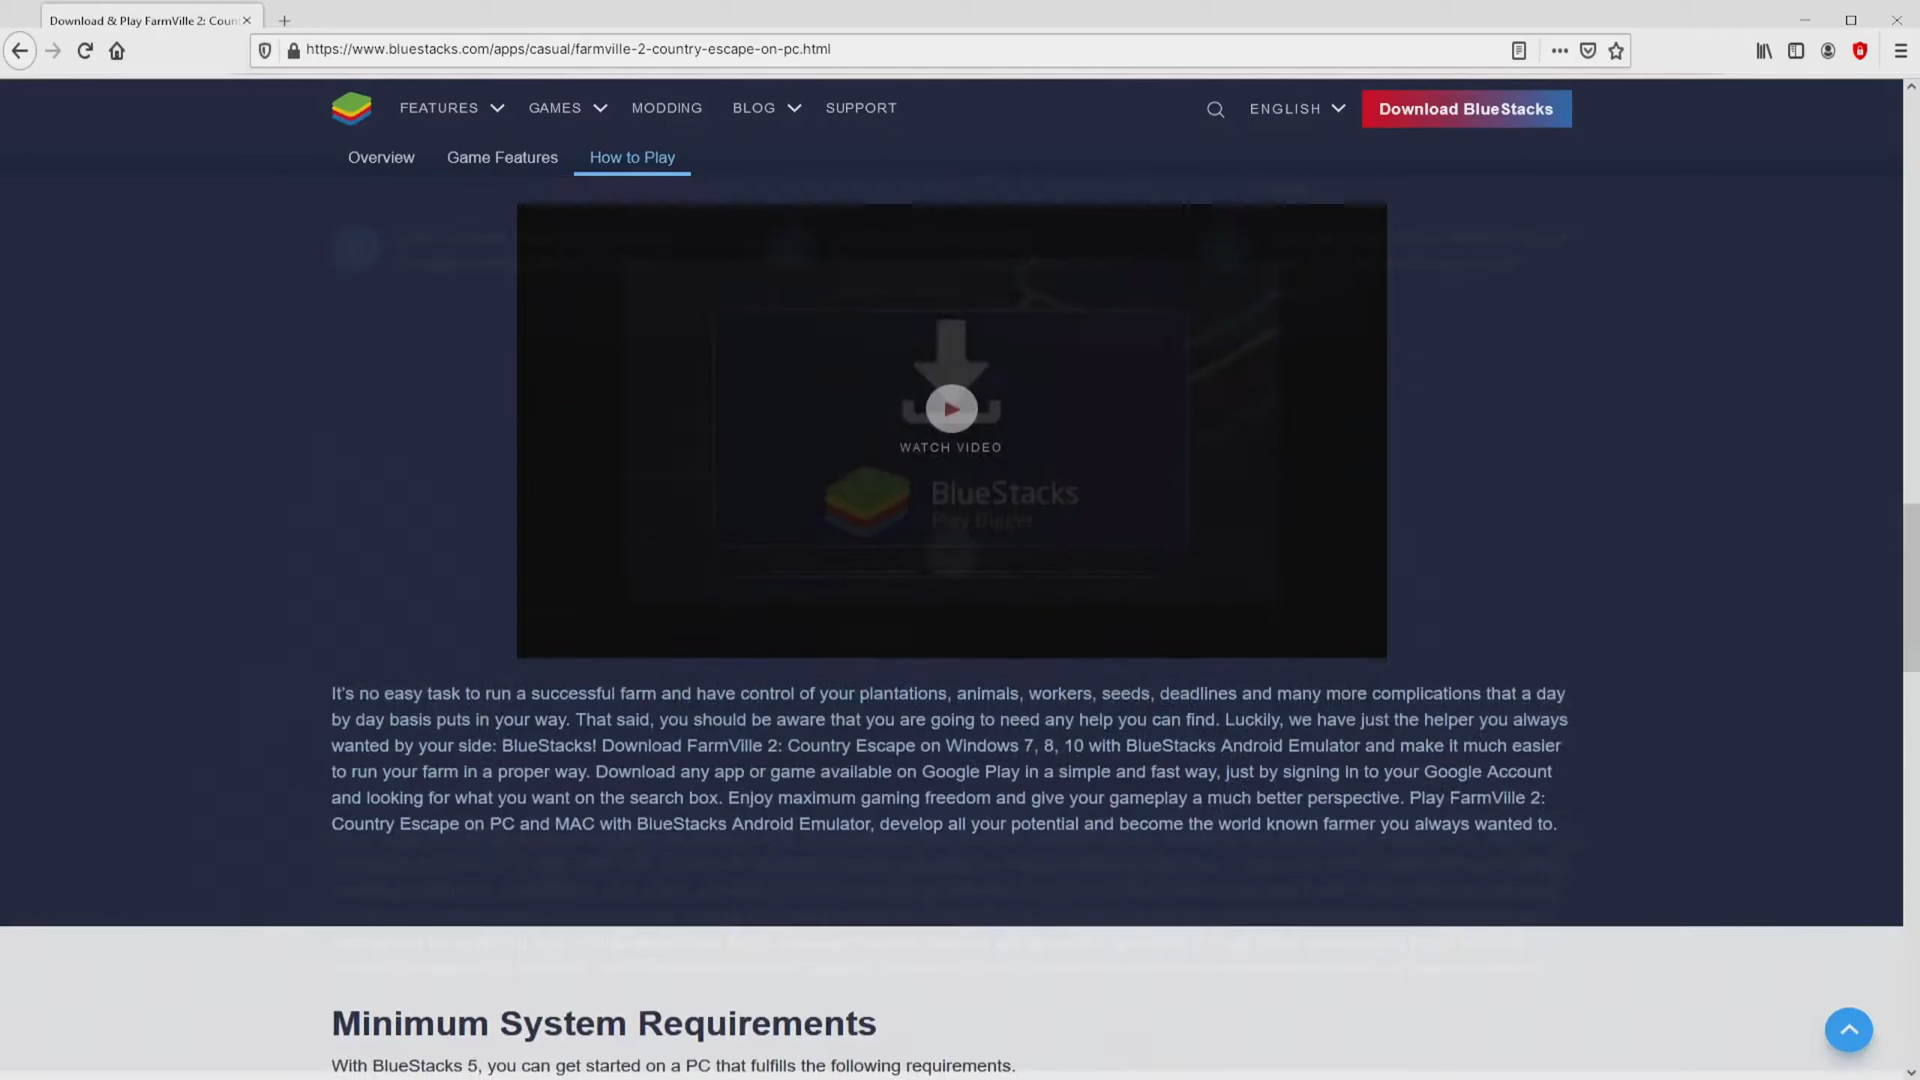 Download & Play FarmVille 2: Coun
https://www.bluestacks.com/apps/casual/farmville-2-country-escape-on-pc.html
FEATURES GAMES MODDING BLOG SUPPORT ENGLISH Download BlueStacks
Overview Game Features How to Play
WATCH VIDEO
BlueStacks
Play Bigger
It's no easy task to run a successful farm and have control of your plantations, animals, workers, seeds, deadlines and many more complications that a day
by day basis puts in your way. That said, you should be aware that you are going to need any help you can find. Luckily, we have just the helper you always
wanted by your side: BlueStacks! Download FarmVille 2: Country Escape on Windows 7, 8, 10 with BlueStacks Android Emulator and make it much easier
to run your farm in a proper way. Download any app or game available on Google Play in a simple and fast way, just by signing in to your Google Account
and looking for what you want on the search box. Enjoy maximum gaming freedom and give your gameplay a much better perspective. Play FarmVille 2:
Country Escape on PC and MAC with BlueStacks Android Emulator, develop all your potential and become the world known farmer you always wanted to.
Minimum System Requirements
With BlueStacks 5, you can get started on a PC that fulfills the following requirements.